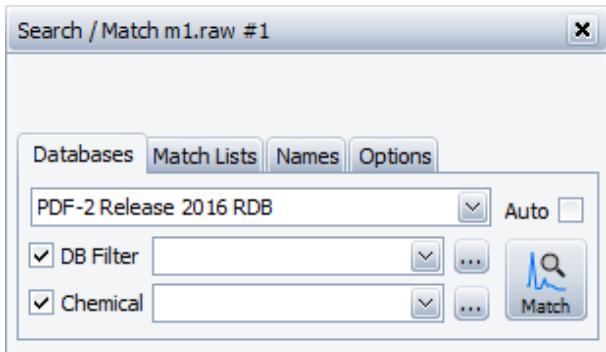 Search / Match m1.raw #1
Databases Match Lists Names Options
PDF-2 Release 2016 RDB Auto
DB Filter ...
Chemical ... Match